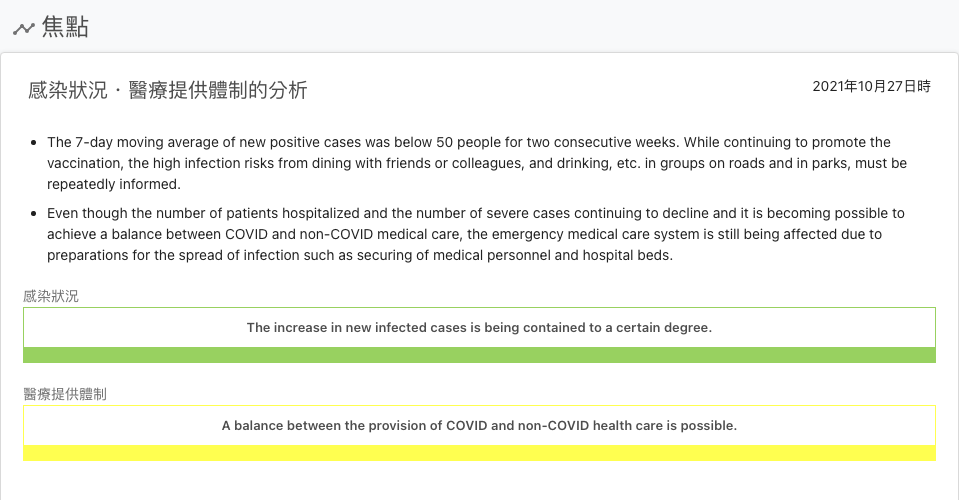 焦點
感染狀況・醫療提供體制的分析
2021年10月27日時
The 7-day moving average of new positive cases was below 50 people for two consecutive weeks. While continuing to promote the
vaccination, the high infection risks from dining with friends or colleagues, and drinking, etc. in groups on roads and in parks, must be
repeatedly informed.
Even though the number of patients hospitalized and the number of severe cases continuing to decline and it is becoming possible to
achieve a balance between COVID and non-COVID medical care, the emergency medical care system is still being affected due to
preparations for the spread of infection such as securing of medical personnel and hospital beds.
感染狀況
The increase in new infected cases is being contained to a certain degree.
醫療提供體制
A balance between the provision of COVID and non-COVID health care is possible.